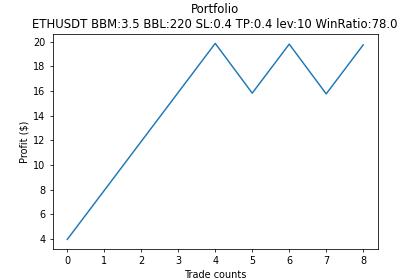 Portfolio
ETHUSDT BBM:3.5 BBL:220 SL:0.4 TP:0.4 lev:10 WinRatio:78.0
Profit ($)
20
18
16
14
12
10
8
6
4
0 1 2 3 4 5 6 7 8
Trade counts